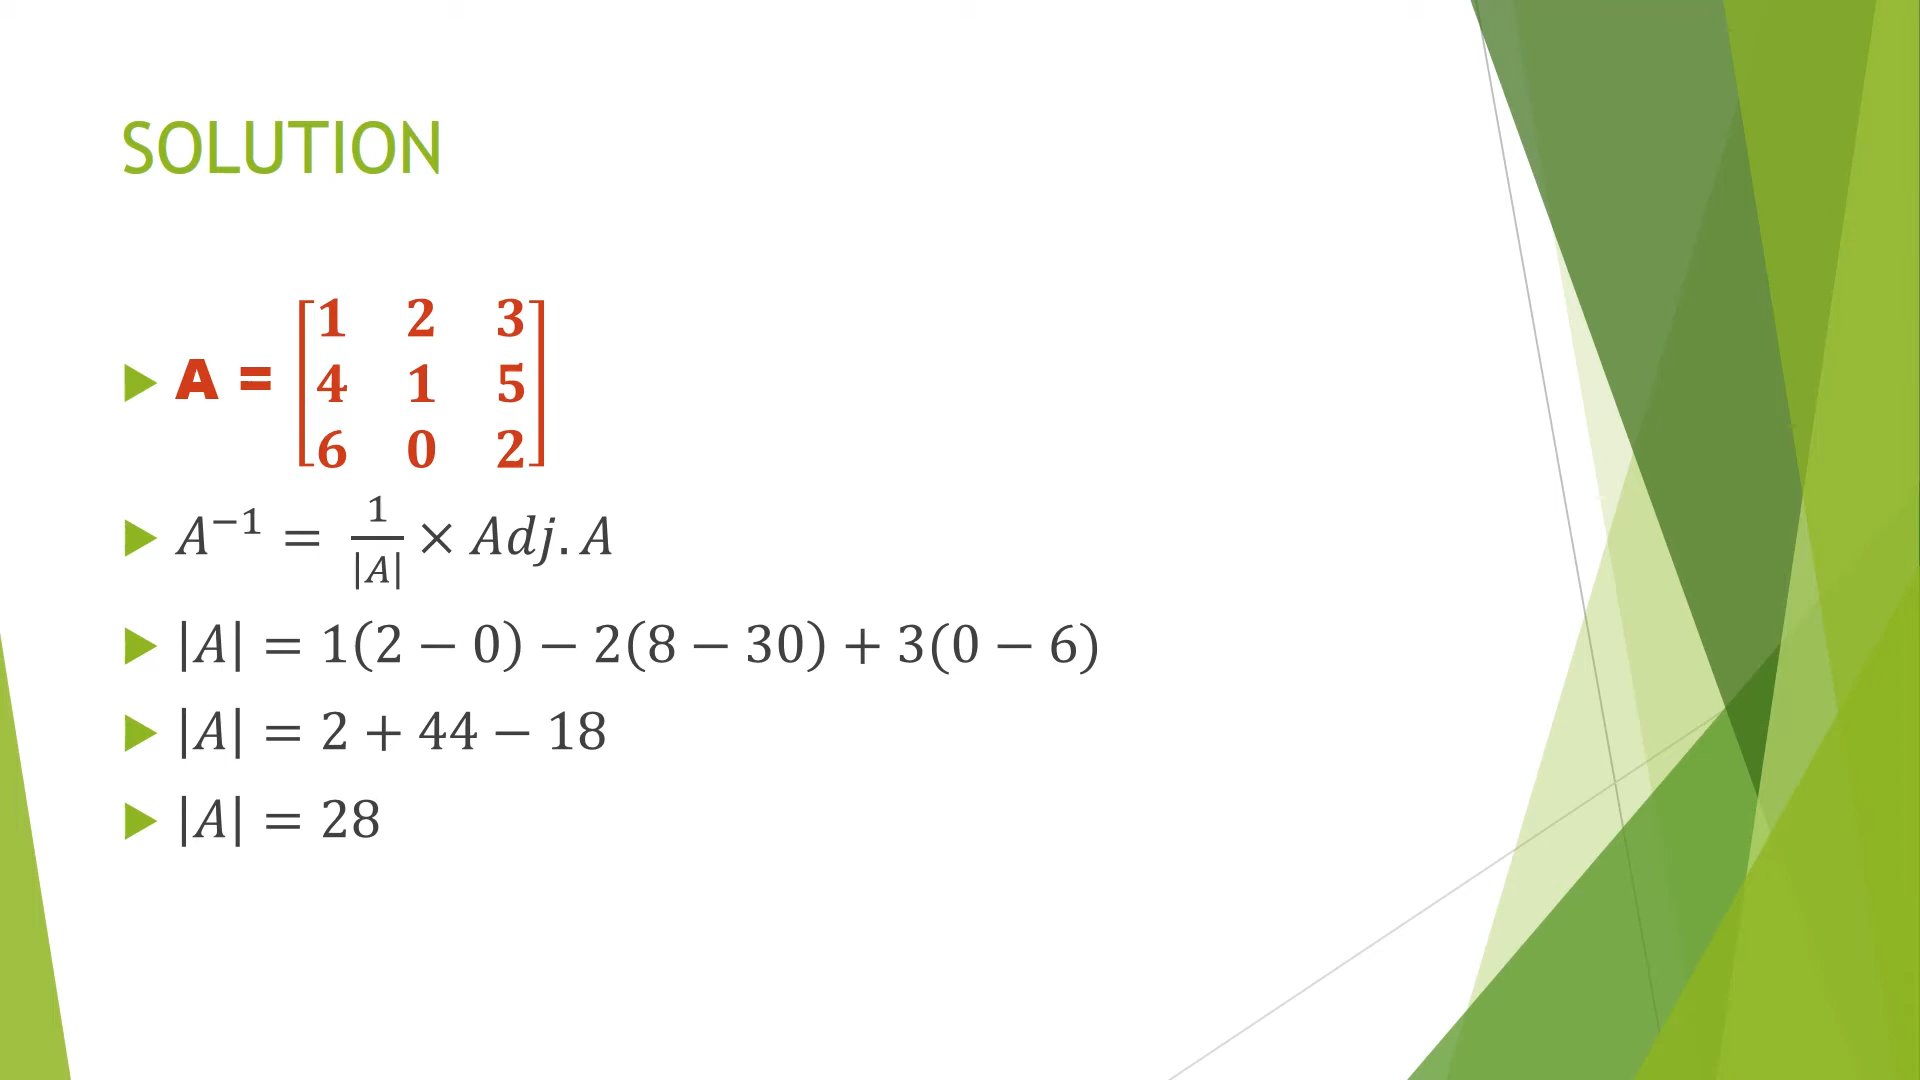 SOLUTION
A = [1 2 3
4 1 5
6 0 2]
A⁻¹ = 1/|A| × Adj. A
|A| = 1(2 − 0) − 2(8 − 30) + 3(0 − 6)
|A| = 2 + 44 − 18
|A| = 28